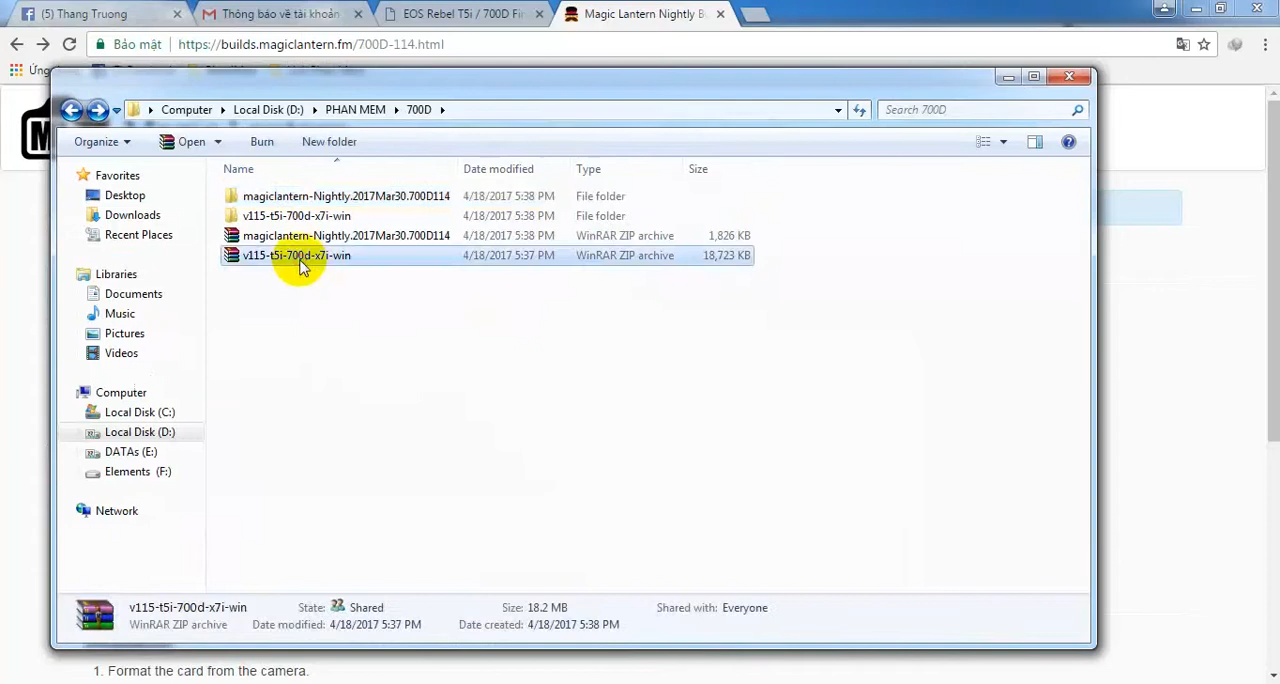 (5) Thang Truong
Thông báo về tài khoản
EOS Rebel T5i / 700D Fir
Magic Lantern Nightly B
Bảo mật
https://builds.magiclantern.fm/700D-114.html
Ứng
M
Computer
Local Disk (D:)
PHAN MEM
700D
Search 700D
Organize
Open
Burn
New folder
Name
Date modified
Type
Size
magiclantern-Nightly.2017Mar30.700D114 4/18/2017 5:38 PM File folder
v115-t5i-700d-x7i-win 4/18/2017 5:38 PM File folder
magiclantern-Nightly.2017Mar30.700D114 4/18/2017 5:38 PM WinRAR ZIP archive 1,826 KB
v115-t5i-700d-x7i-win 4/18/2017 5:37 PM WinRAR ZIP archive 18,723 KB
Favorites
Desktop
Downloads
Recent Places
Libraries
Documents
Music
Pictures
Videos
Computer
Local Disk (C:)
Local Disk (D:)
DATAs (E:)
Elements (F:)
Network
v115-t5i-700d-x7i-win State: Shared Size: 18.2 MB Shared with: Everyone
WinRAR ZIP archive Date modified: 4/18/2017 5:37 PM Date created: 4/18/2017 5:38 PM
1. Format the card from the camera.